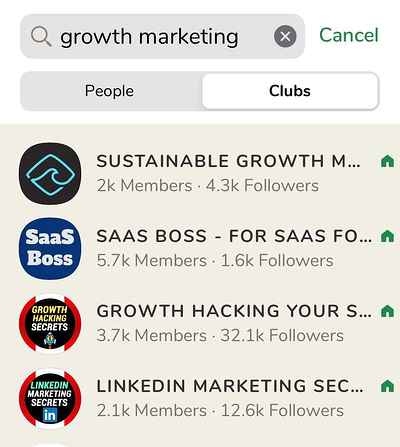 growth marketing
Cancel
People
Clubs
SUSTAINABLE GROWTH M...
2k Members · 4.3k Followers
SaaS
Boss
SAAS BOSS - FOR SAAS FO...
5.7k Members · 1.6k Followers
GROWTH
HACKING
SECRETS
GROWTH HACKING YOUR S...
3.7k Members · 32.1k Followers
LINKEDIN
MARKETING
SECRETS
in
LINKEDIN MARKETING SEC...
2.1k Members · 12.6k Followers